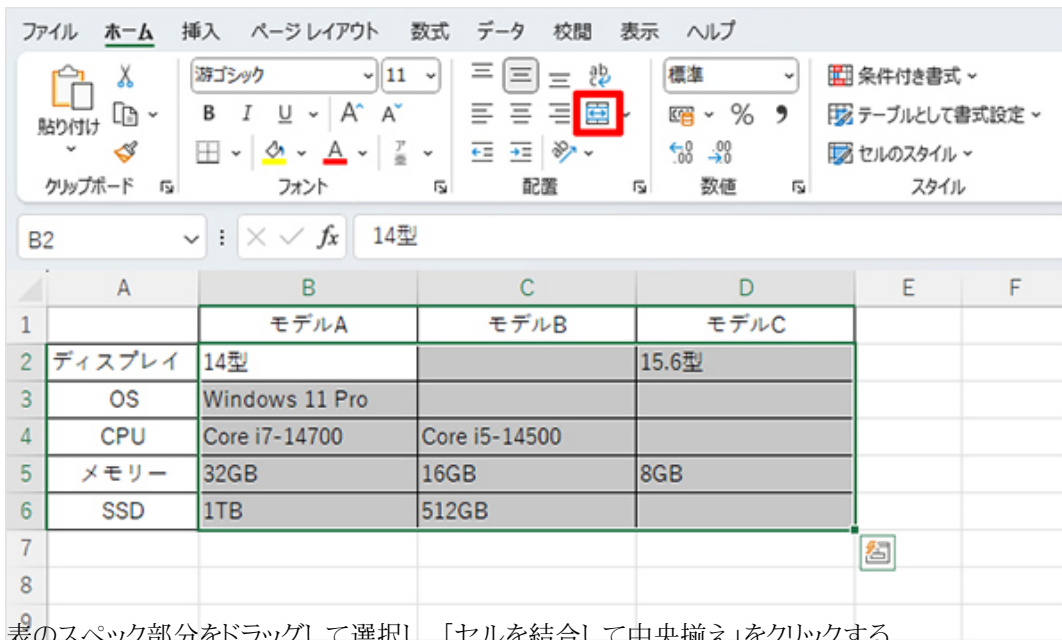 ファイル ホーム 挿入 ページ レイアウト 数式 データ 校閲 表示 ヘルプ
貼り付け
游ゴシック 11
B I U A A
ab
標準
% 9
条件付き書式
テーブルとして書式設定
セルのスタイル
クリップボード フォント 配置 数値 スタイル
B2 fx 14型
A B C D E F
1 モデルA モデルB モデルC
2 ディスプレイ 14型 15.6型
3 OS Windows 11 Pro
4 CPU Core i7-14700 Core i5-14500
5 メモリー 32GB 16GB 8GB
6 SSD 1TB 512GB
7
8
9
表のスペック部分をドラッグして選択し、「セルを結合して中央揃え」をクリックする